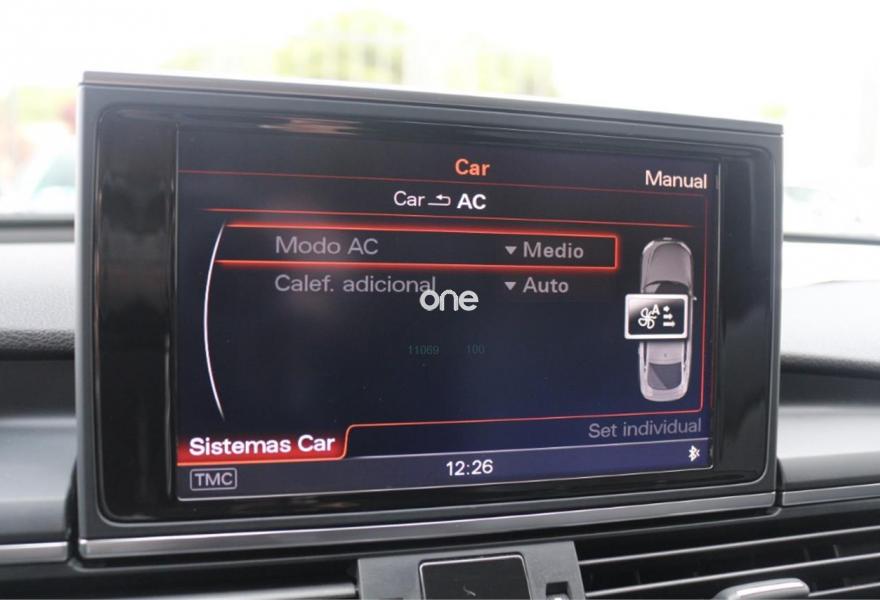 Car
Manual
Car AC
Modo AC Medio
Calef. adicional Auto
one
A
11069 100
Set individual
Sistemas Car
12:26
TMC